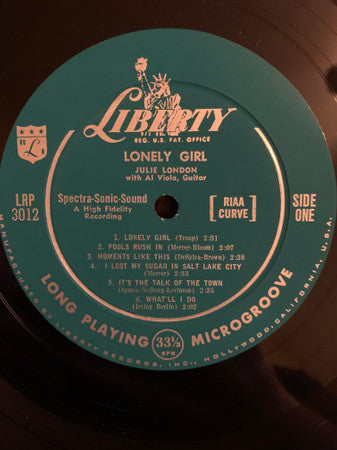 LIBERTY
REG. U.S. PAT. OFFICE
LONELY GIRL
JULIE LONDON
with Al Viola, Guitar
"L"
LRP
3012
Spectra-Sonic-Sound
A High Fidelity
Recording
[ RIAA
CURVE ]
SIDE
ONE
1. LONELY GIRL (Troup) 2:31
2. FOOLS RUSH IN (Mercer-Bloom) 2:07
3. MOMENTS LIKE THIS (DeSylva-Brown) 2:38
4. I LOST MY SUGAR IN SALT LAKE CITY
(Mercer) 2:33
5. IT'S THE TALK OF THE TOWN
(Symes-Neiburg-Levinson) 2:35
6. WHAT'LL I DO
(Irving Berlin) 2:02
LONG PLAYING 33⅓ RPM MICROGROOVE
MANUFACTURED BY LIBERTY RECORDS, INC., HOLLYWOOD, CALIFORNIA, U.S.A.